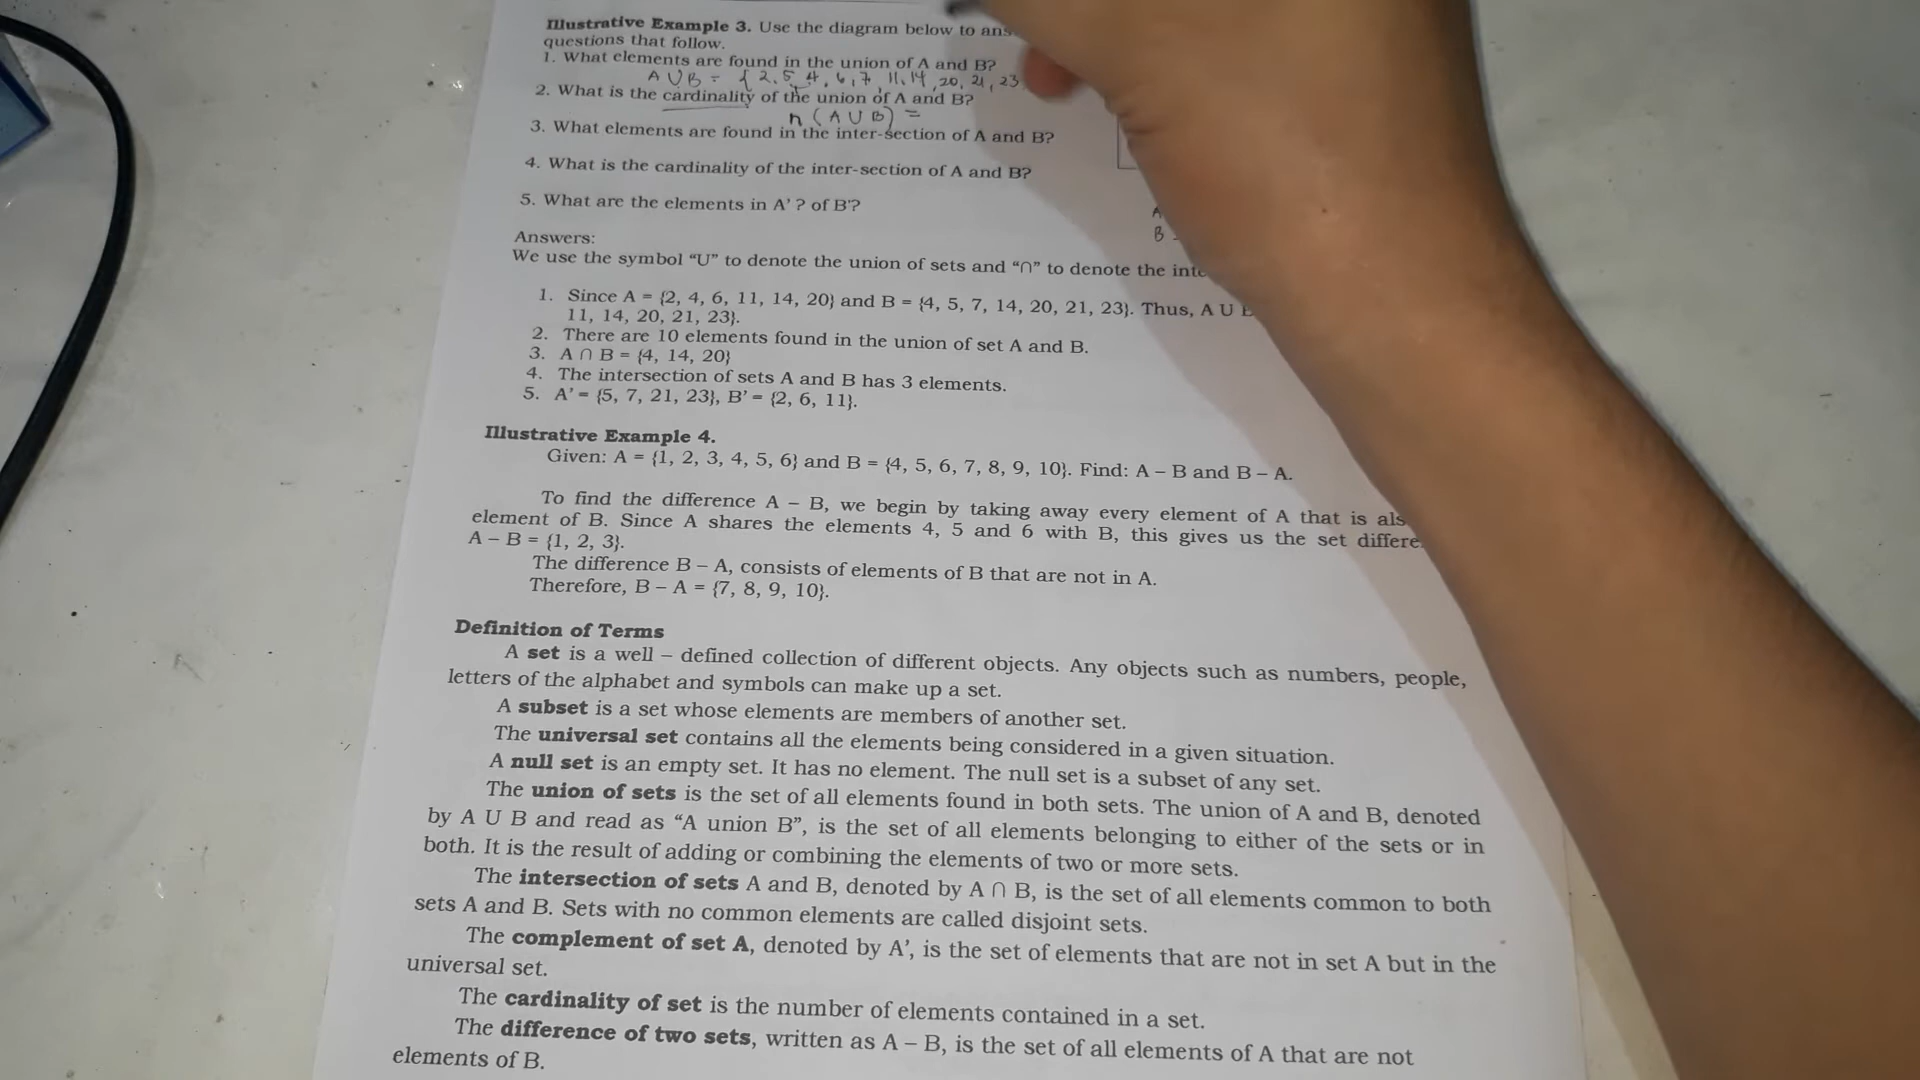 Illustrative Example 3. Use the diagram below to ans
questions that follow.
1. What elements are found in the union of A and B?
A U B = { 2, 5, 4, 6, 7, 11, 14, 20, 21, 23
2. What is the cardinality of the union of A and B?
n (A U B) =
3. What elements are found in the inter-section of A and B?
4. What is the cardinality of the inter-section of A and B?
5. What are the elements in A' ? of B'?
A
B -
Answers:
We use the symbol “U” to denote the union of sets and “∩” to denote the inte
1. Since A = {2, 4, 6, 11, 14, 20} and B = {4, 5, 7, 14, 20, 21, 23}. Thus, A U
11, 14, 20, 21, 23}.
2. There are 10 elements found in the union of set A and B.
3. A ∩ B = {4, 14, 20}
4. The intersection of sets A and B has 3 elements.
5. A’ = {5, 7, 21, 23}, B’ = {2, 6, 11}.
Illustrative Example 4.
Given: A = {1, 2, 3, 4, 5, 6} and B = {4, 5, 6, 7, 8, 9, 10}. Find: A – B and B – A.
To find the difference A – B, we begin by taking away every element of A that is als
element of B. Since A shares the elements 4, 5 and 6 with B, this gives us the set differe
A – B = {1, 2, 3}.
The difference B – A, consists of elements of B that are not in A.
Therefore, B – A = {7, 8, 9, 10}.
Definition of Terms
A set is a well – defined collection of different objects. Any objects such as numbers, people,
letters of the alphabet and symbols can make up a set.
A subset is a set whose elements are members of another set.
The universal set contains all the elements being considered in a given situation.
A null set is an empty set. It has no element. The null set is a subset of any set.
The union of sets is the set of all elements found in both sets. The union of A and B, denoted
by A U B and read as “A union B”, is the set of all elements belonging to either of the sets or in
both. It is the result of adding or combining the elements of two or more sets.
The intersection of sets A and B, denoted by A ∩ B, is the set of all elements common to both
sets A and B. Sets with no common elements are called disjoint sets.
The complement of set A, denoted by A’, is the set of elements that are not in set A but in the
universal set.
The cardinality of set is the number of elements contained in a set.
The difference of two sets, written as A – B, is the set of all elements of A that are not
elements of B.